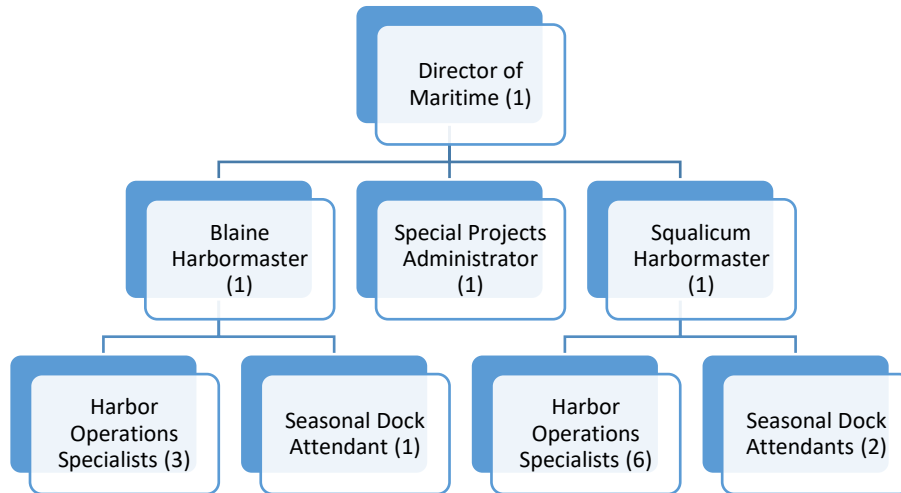 Director of
Maritime (1)
Blaine
Harbormaster
(1)
Special Projects
Administrator
(1)
Squalicum
Harbormaster
(1)
Harbor
Operations
Specialists (3)
Seasonal Dock
Attendant (1)
Harbor
Operations
Specialists (6)
Seasonal Dock
Attendants (2)